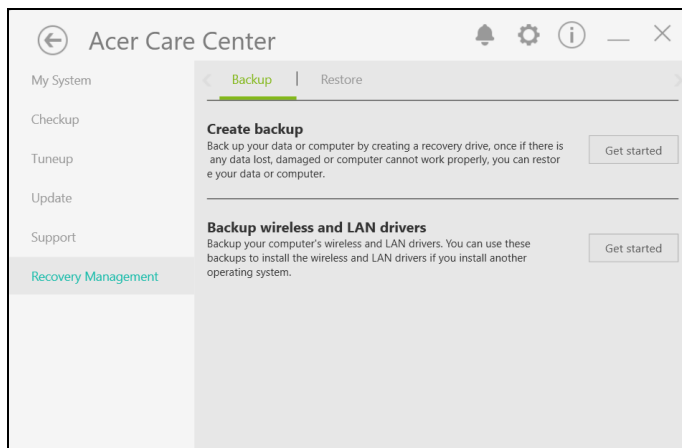 Acer Care Center
My System
Checkup
Tuneup
Update
Support
Recovery Management
Backup | Restore
Create backup
Back up your data or computer by creating a recovery drive, once if there is
any data lost, damaged or computer cannot work properly, you can restor
e your data or computer.
Get started
Backup wireless and LAN drivers
Backup your computer's wireless and LAN drivers. You can use these
backups to install the wireless and LAN drivers if you install another
operating system.
Get started